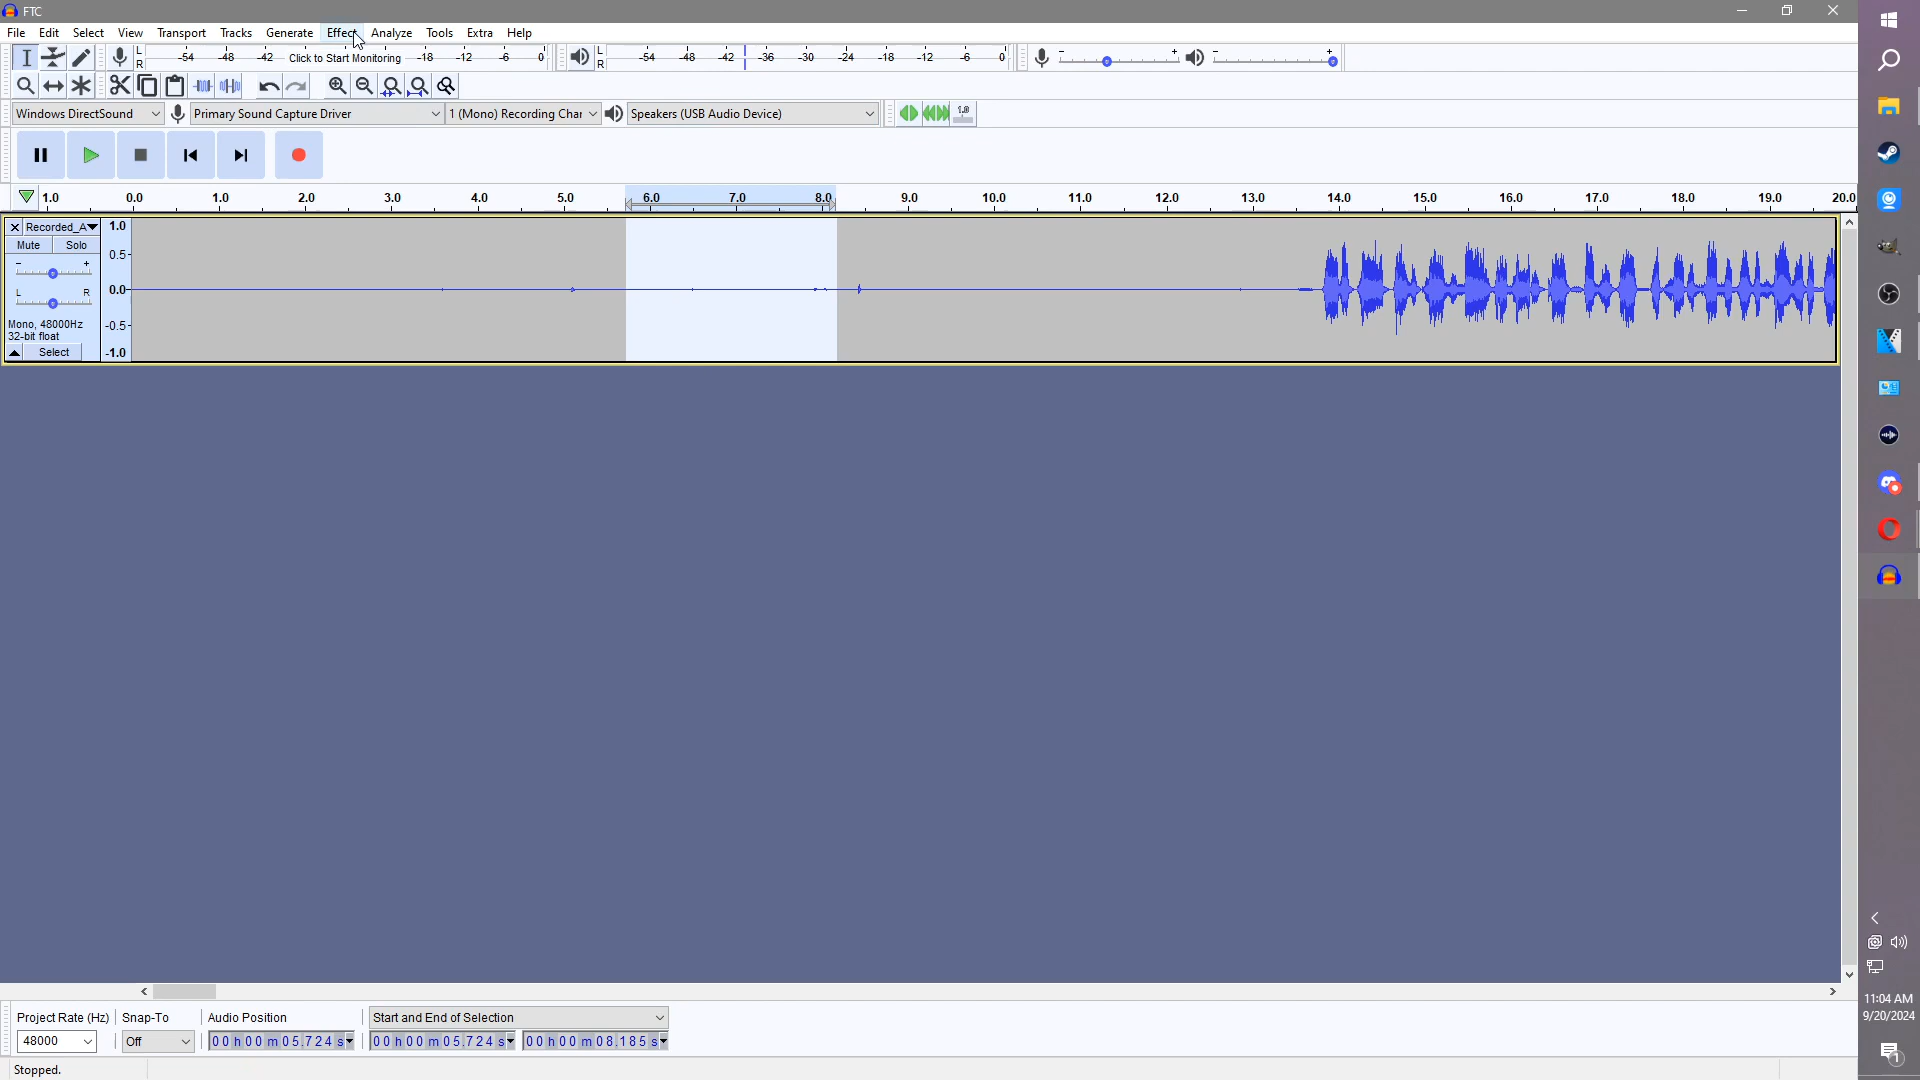 FTC
File Edit Select View Transport Tracks Generate Effect Analyze Tools Extra Help
L R -54 -48 -42 Click to Start Monitoring -18 -12 -6 0 L R -54 -48 -42 -36 -30 -24 -18 -12 -6 0 - + - +
Windows DirectSound Primary Sound Capture Driver 1 (Mono) Recording Char Speakers (USB Audio Device) 1.0
1.0 0.0 1.0 2.0 3.0 4.0 5.0 6.0 7.0 8.0 9.0 10.0 11.0 12.0 13.0 14.0 15.0 16.0 17.0 18.0 19.0 20.0
Recorded_A 1.0
Mute Solo
0.5
- +
L R 0.0
Mono, 48000Hz -0.5
32-bit float
Select -1.0
Project Rate (Hz) Snap-To Audio Position Start and End of Selection
48000 Off 00 h 00 m 05.724 s 00 h 00 m 05.724 s 00 h 00 m 08.185 s
Stopped.
11:04 AM
9/20/2024
1